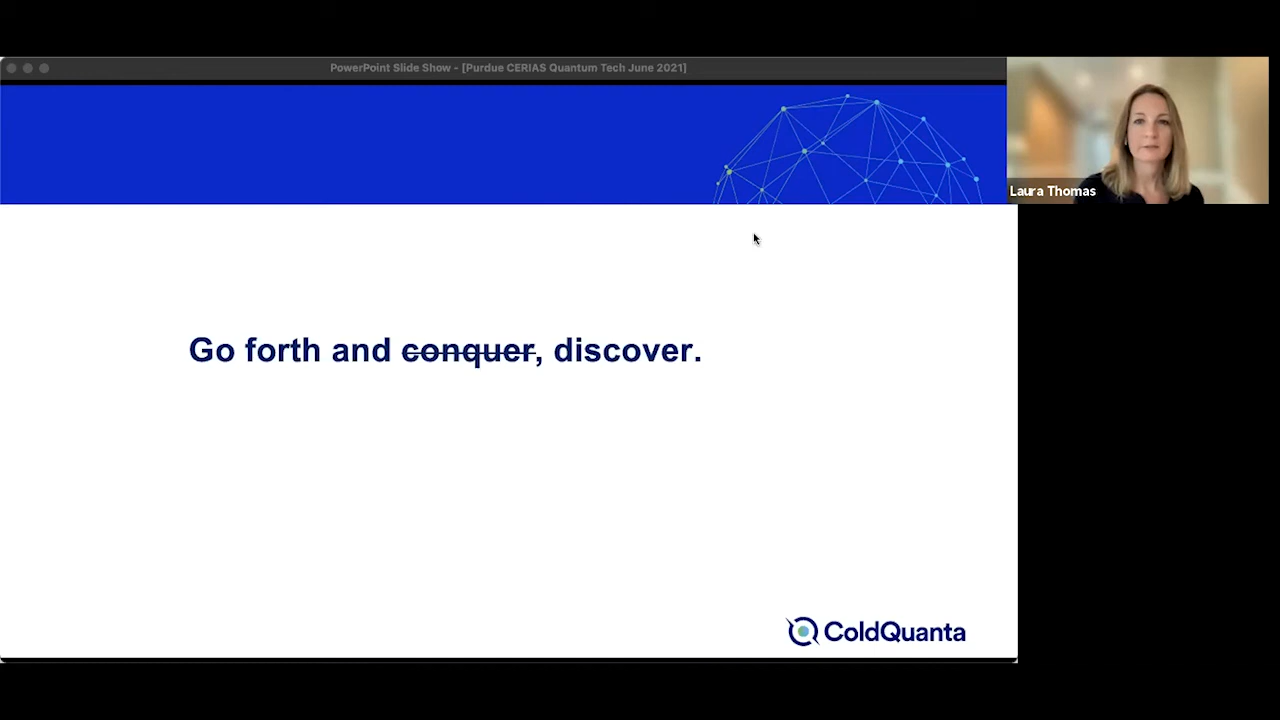 PowerPoint Slide Show - [Purdue CERIAS Quantum Tech June 2021]
Laura Thomas
Go forth and conquer, discover.
ColdQuanta